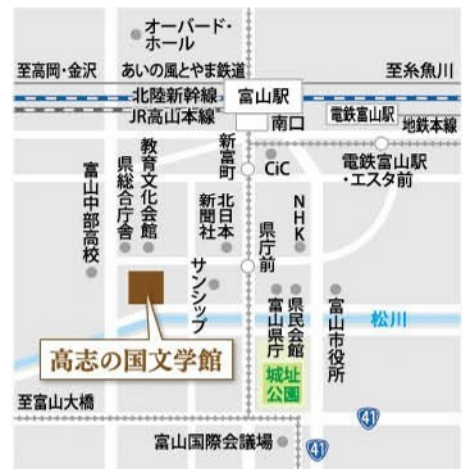 オーバード・
ホール
至高岡・金沢
あいの風とやま鉄道
至糸魚川
北陸新幹線
富山駅
JR高山本線
南口
電鉄富山駅
地鉄本線
新富町
CiC
電鉄富山駅
・エスタ前
富山中部高校
県総合庁舎
教育文化会館
北日本
新聞社
NHK
県庁前
サンシップ
富山県庁
県民会館
富山市役所
松川
高志の国文学館
城址
公園
至富山大橋
41
富山国際会議場
41